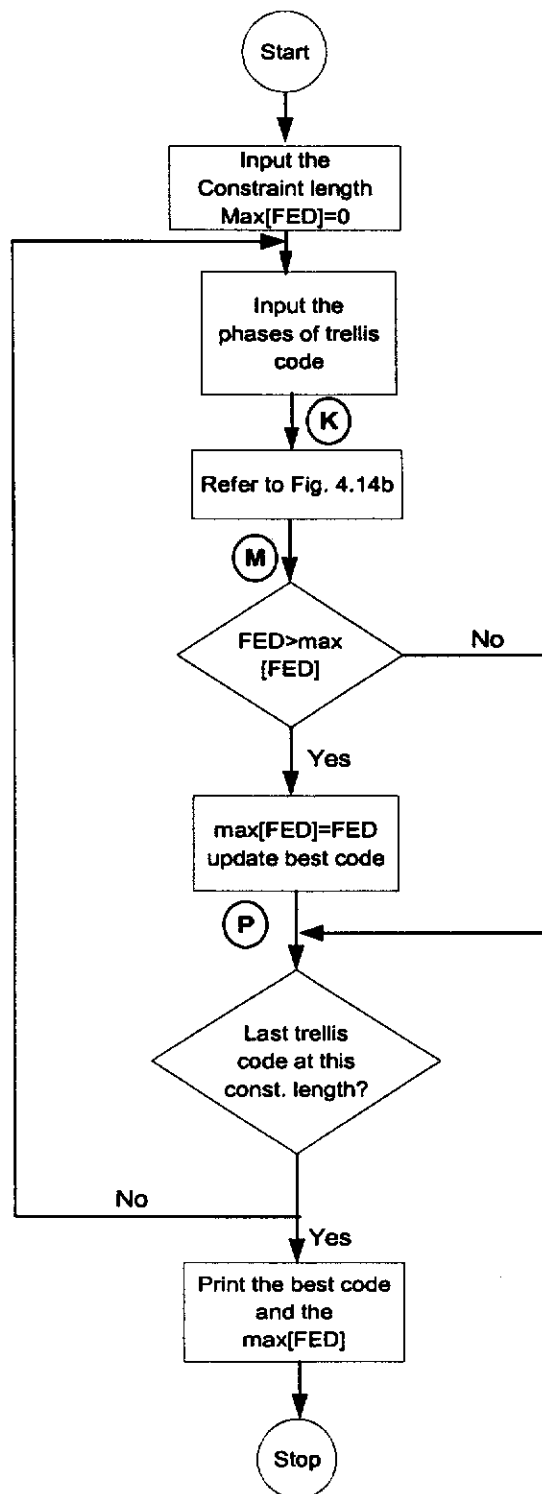 Start
Input the
Constraint length
Max[FED]=0
Input the
phases of trellis
code
K
Refer to Fig. 4.14b
M
FED>max
[FED]
No
Yes
max[FED]=FED
update best code
P
Last trellis
code at this
const. length?
No
Yes
Print the best code
and the
max[FED]
Stop